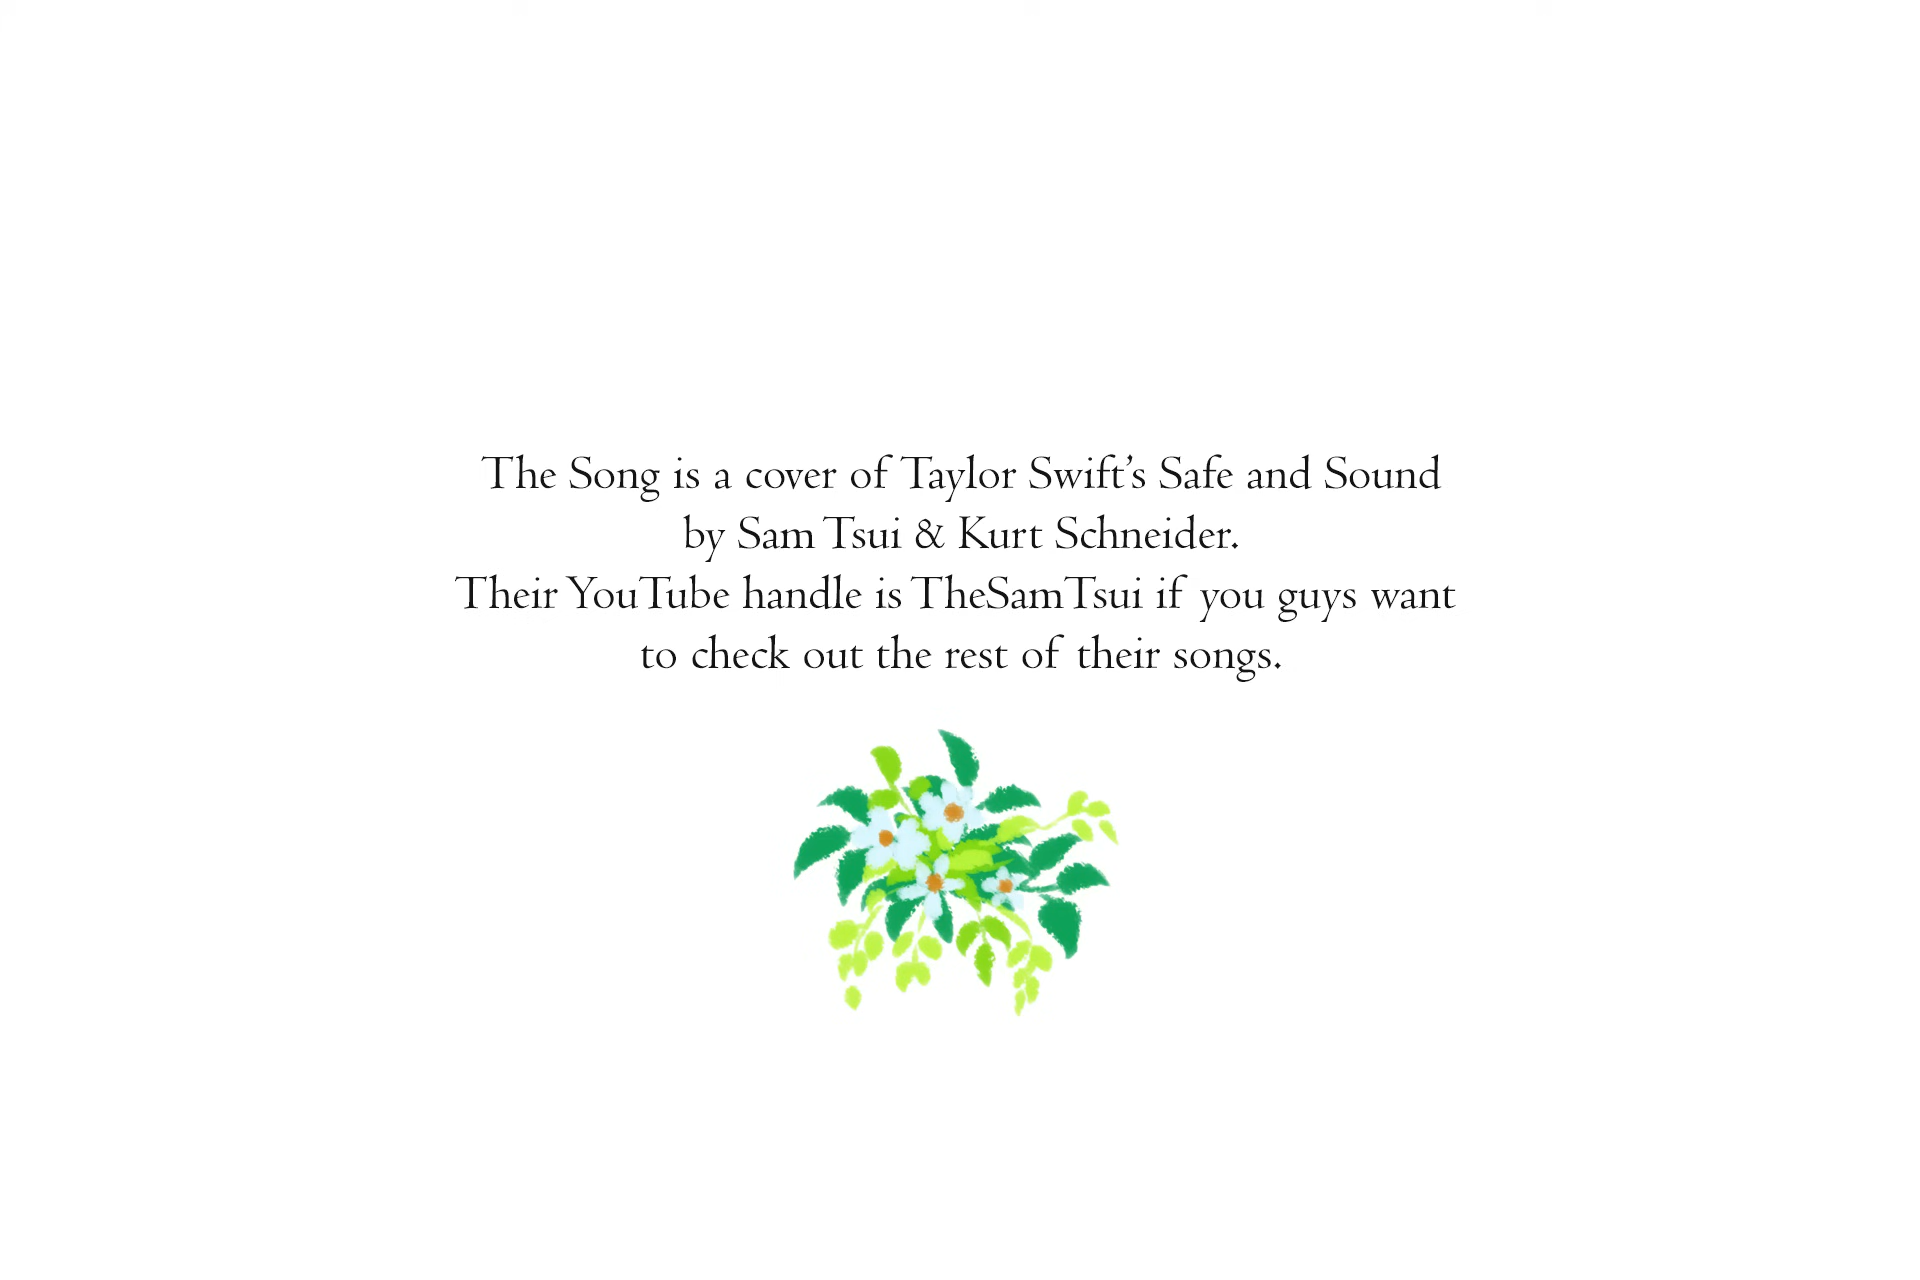 The Song is a cover of Taylor Swift’s Safe and Sound
by Sam Tsui & Kurt Schneider.
Their YouTube handle is TheSamTsui if you guys want
to check out the rest of their songs.